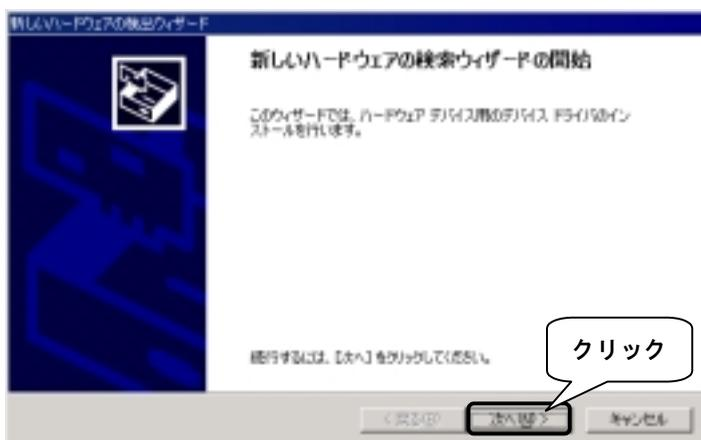 新しいハードウェアの検出ウィザード
新しいハードウェアの検索ウィザードの開始
このウィザードでは、ハードウェア デバイス用のデバイス ドライバのイン
ストールを行います。
続行するには、[次へ] をクリックしてください。
クリック
< 戻る(B)
次へ(N) >
キャンセル